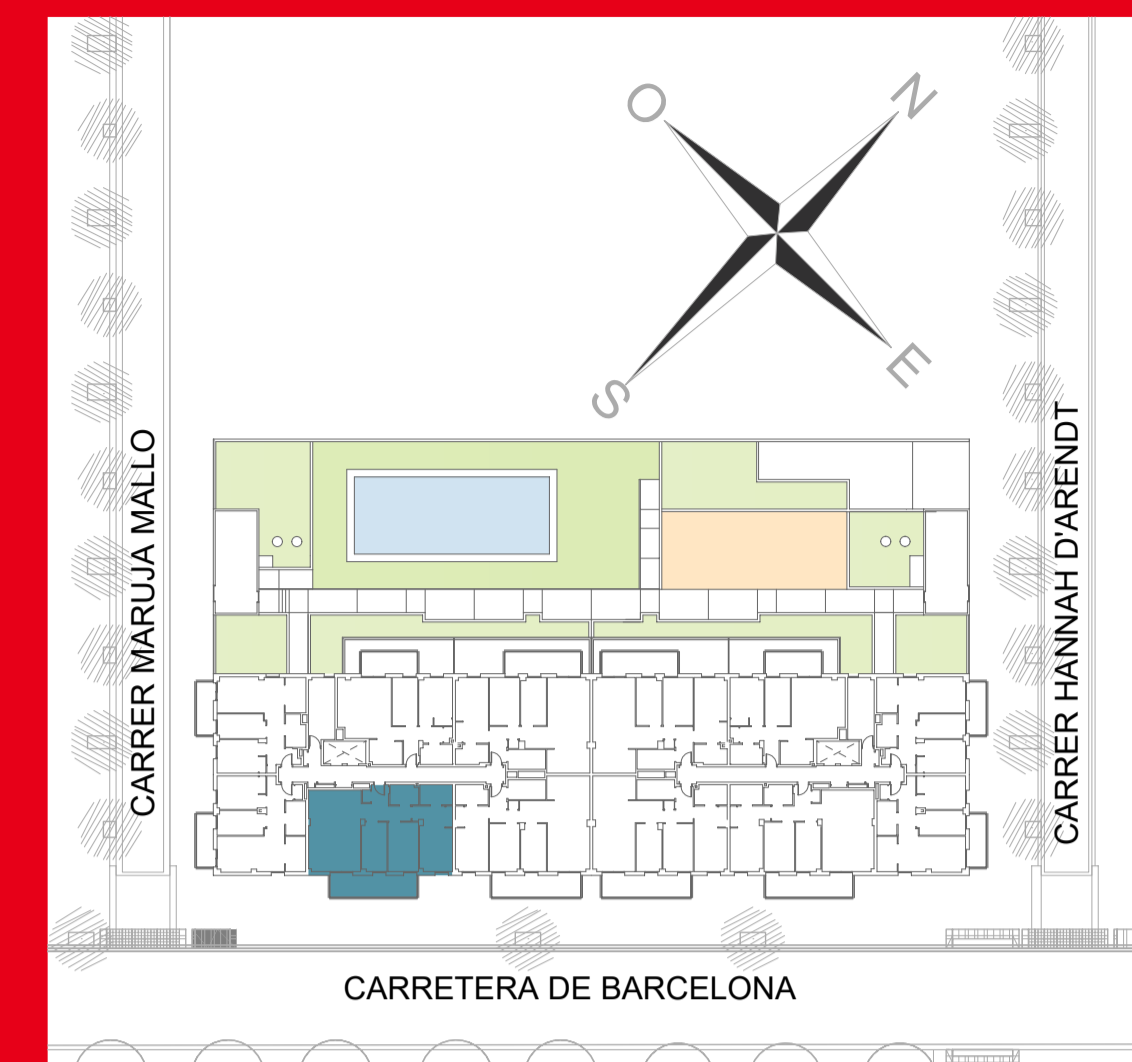 O
N
S
E
CARRER MARUJA MALLO
CARRER HANNAH D'ARENDT
CARRETERA DE BARCELONA